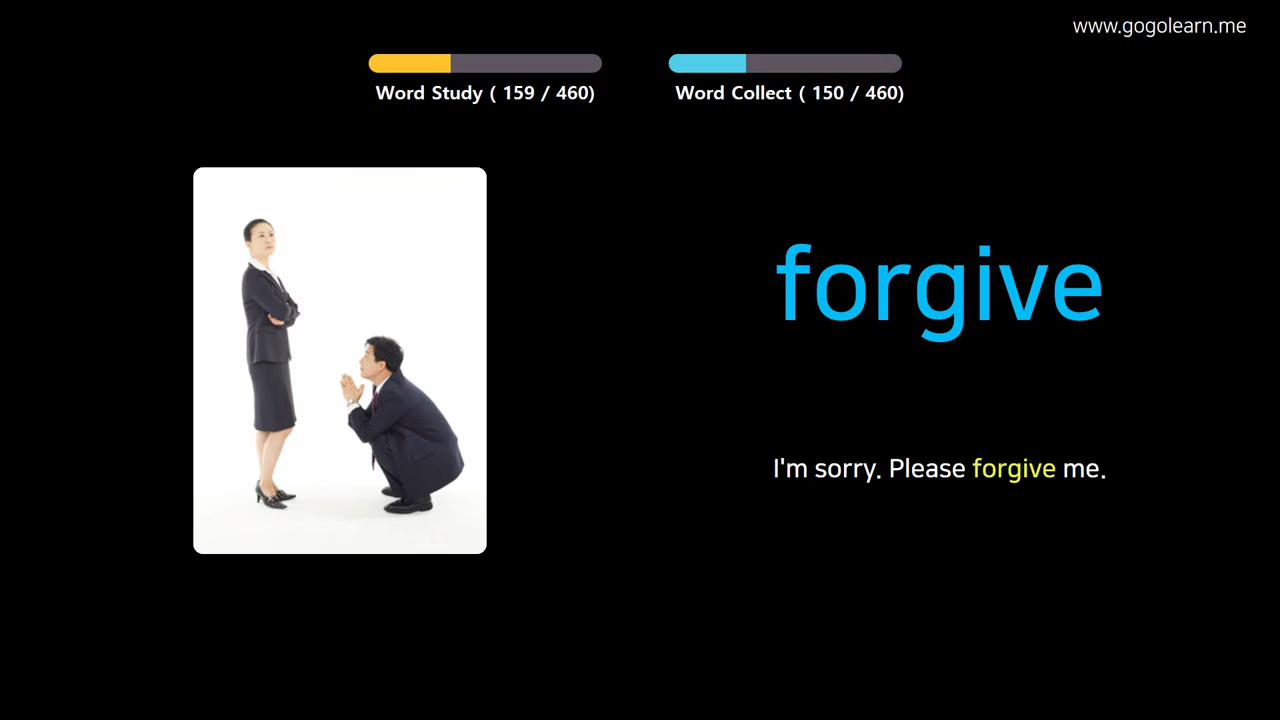 www.gogolearn.me
Word Study ( 159 / 460)
Word Collect ( 150 / 460)
forgive
I'm sorry. Please forgive me.